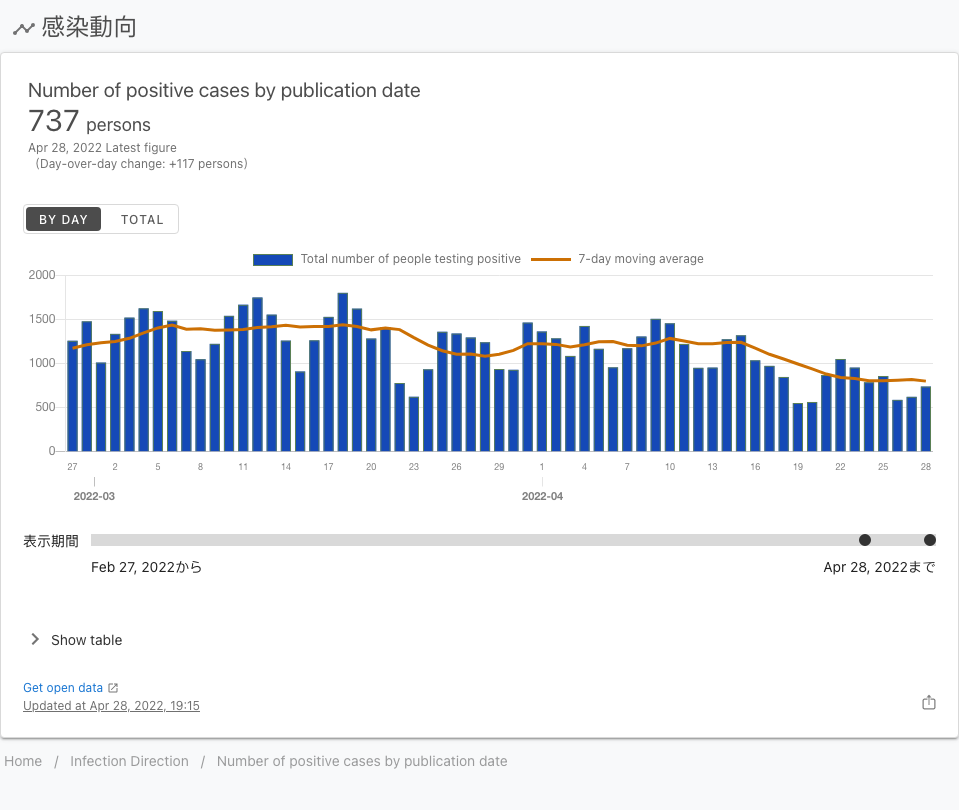 感染動向
Number of positive cases by publication date
737 persons
Apr 28, 2022 Latest figure
（Day-over-day change: +117 persons）
BY DAY TOTAL
Total number of people testing positive 7-day moving average
2000
1500
1000
500
0
27 2 5 8 11 14 17 20 23 26 29 1 4 7 10 13 16 19 22 25 28
2022-03 2022-04
表示期間
Feb 27, 2022から Apr 28, 2022まで
Show table
Get open data
Updated at Apr 28, 2022, 19:15
Home / Infection Direction / Number of positive cases by publication date